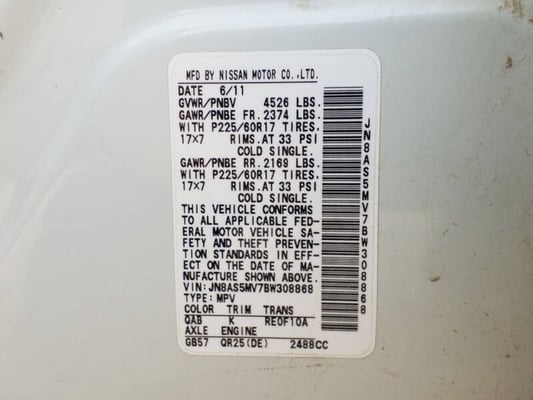 MFD BY NISSAN MOTOR CO.,LTD.
DATE 6/11
GVWR/PNBV 4526 LBS.
GAWR/PNBE FR. 2374 LBS.
WITH P225/60R17 TIRES.
17×7 RIMS. AT 33 PSI
COLD SINGLE.
GAWR/PNBE RR. 2169 LBS.
WITH P225/60R17 TIRES.
17×7 RIMS. AT 33 PSI
COLD SINGLE.
THIS VEHICLE CONFORMS
TO ALL APPLICABLE FED-
ERAL MOTOR VEHICLE SA-
FETY AND THEFT PREVEN-
TION STANDARDS IN EFF-
ECT ON THE DATE OF MA-
NUFACTURE SHOWN ABOVE.
VIN: JN8AS5MV7BW308868
TYPE: MPV
COLOR TRIM TRANS
QAB K RE0F10A
AXLE ENGINE
GB57 QR25(DE) 2488CC
JN8AS5MV7BW308868